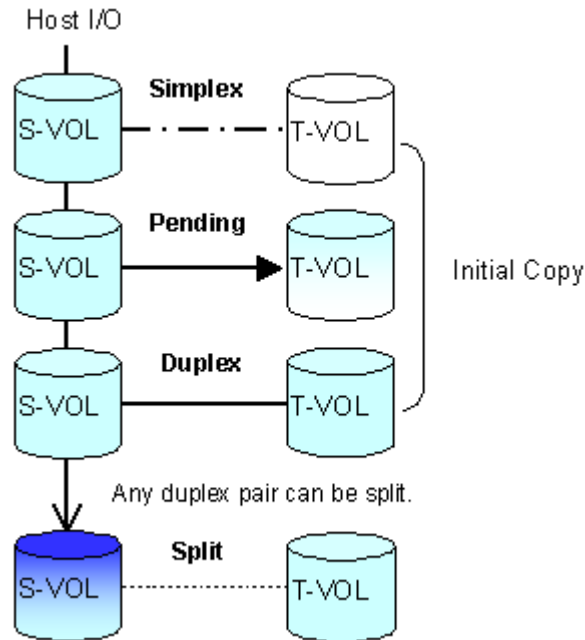 Host I/O
Simplex
S-VOL
T-VOL
Pending
S-VOL
T-VOL
Initial Copy
Duplex
S-VOL
T-VOL
Any duplex pair can be split.
Split
S-VOL
T-VOL